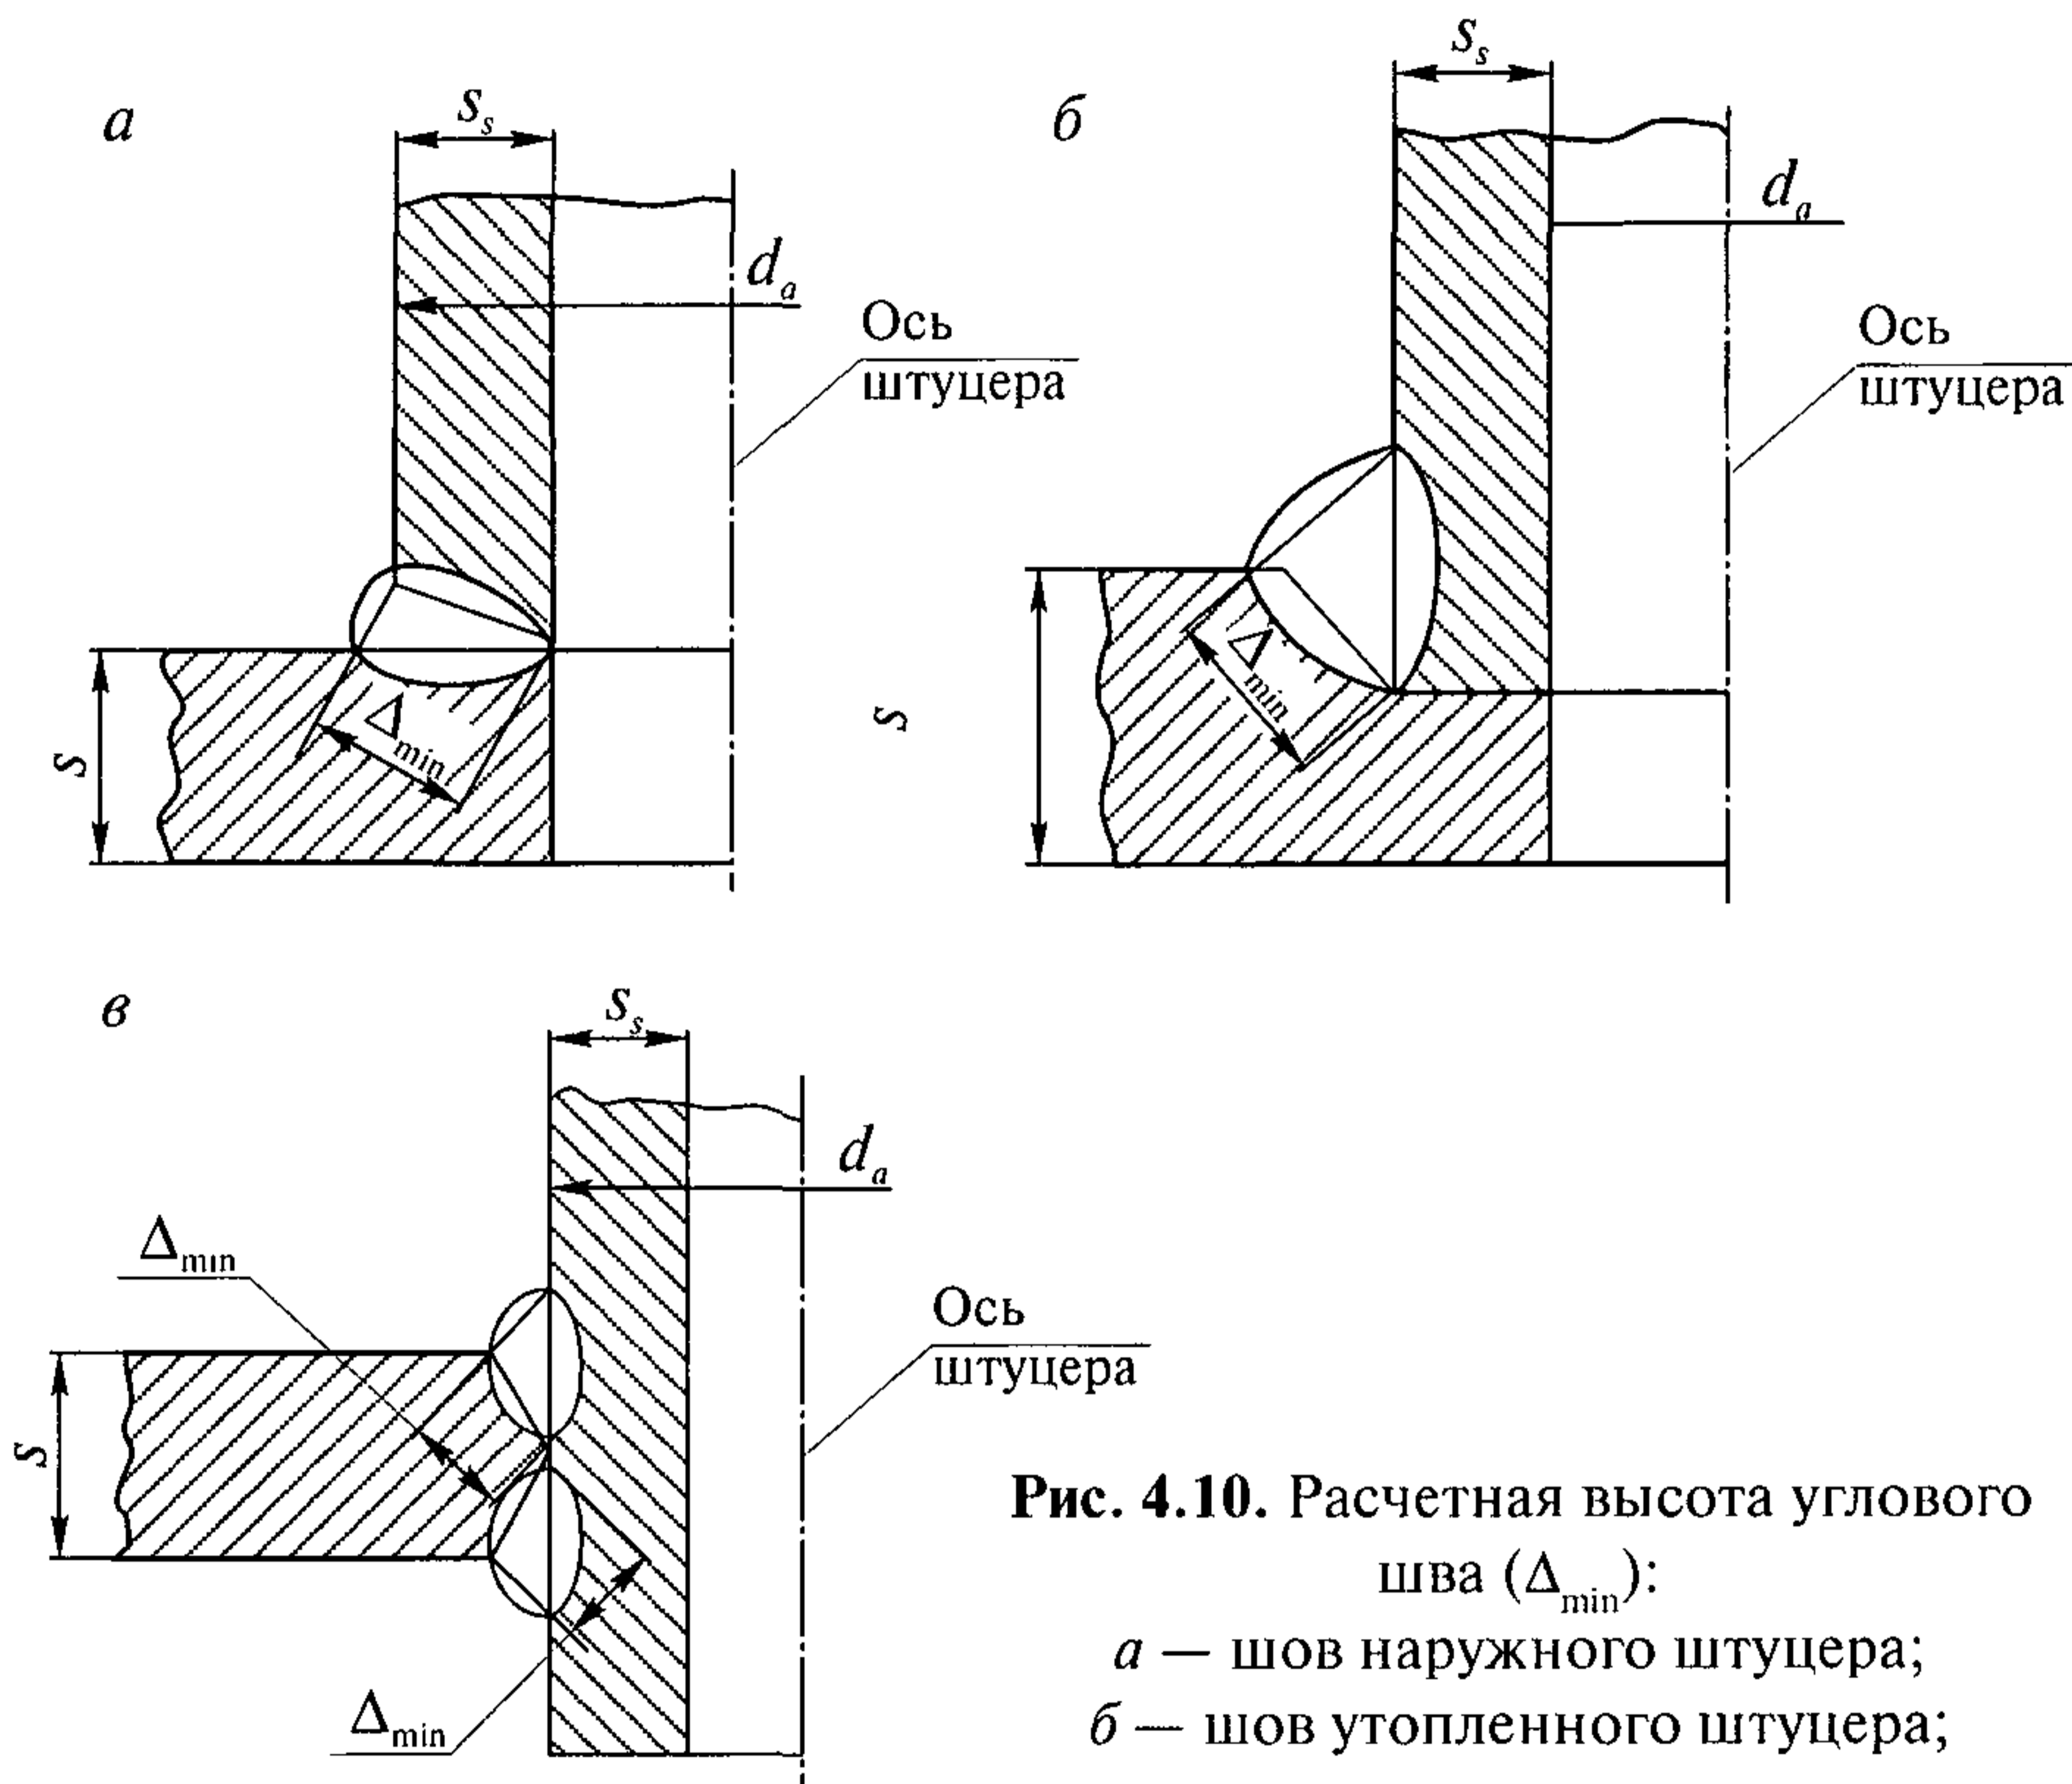 а
s_s
d_a
Ось
штуцера
s
Δ_min
б
s_s
d_a
Ось
штуцера
s
Δ_min
в
s_s
d_a
Δ_min
Ось
штуцера
s
Δ_min
Рис. 4.10. Расчетная высота углового
шва (Δ_min):
а — шов наружного штуцера;
б — шов утопленного штуцера;